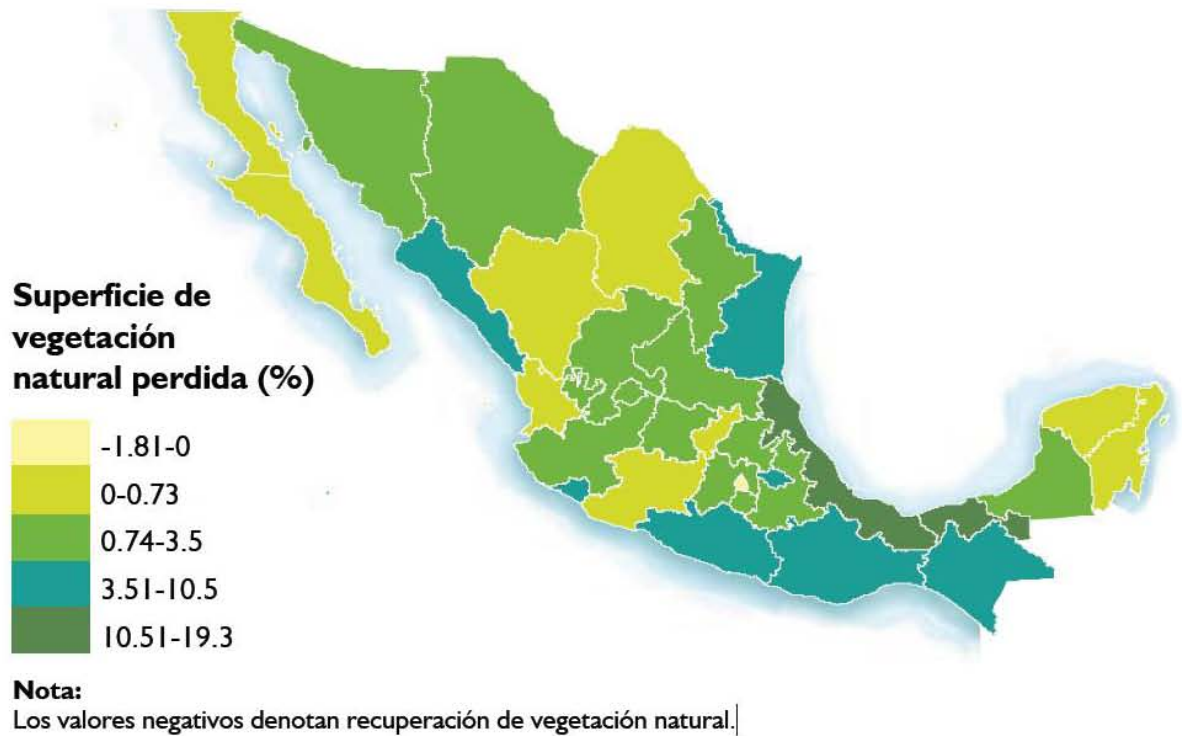 Superficie de
vegetación
natural perdida (%)
-1.81-0
0-0.73
0.74-3.5
3.51-10.5
10.51-19.3
Nota:
Los valores negativos denotan recuperación de vegetación natural.